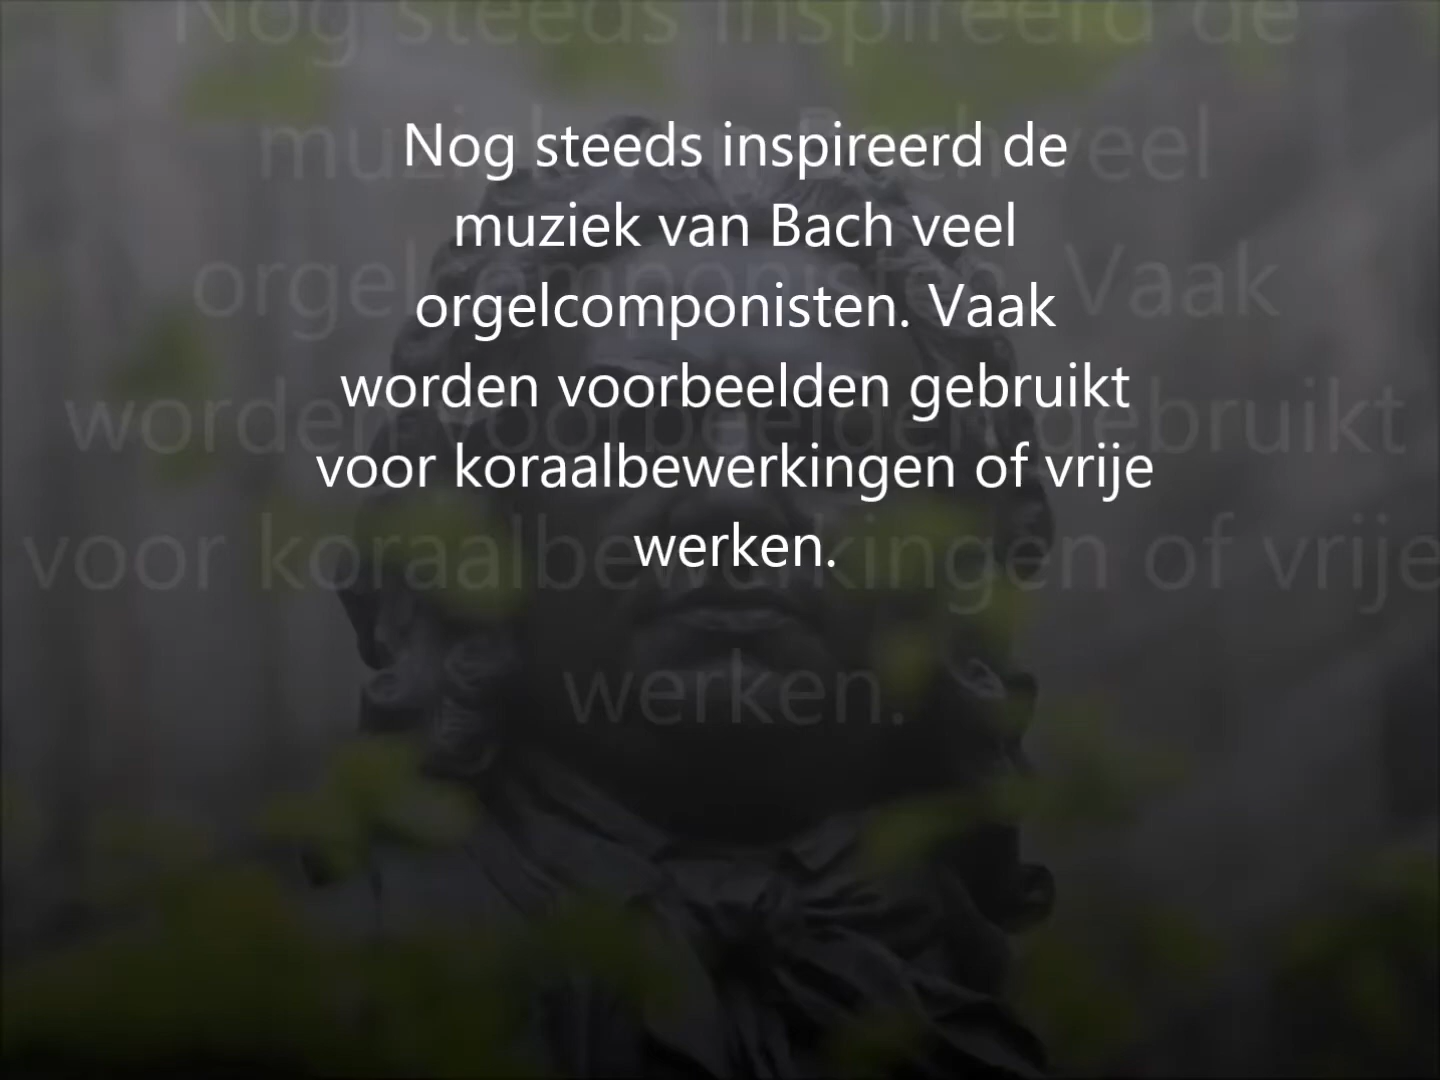 Nog steeds inspireerd de
muziek van Bach veel
orgelcomponisten. Vaak
worden voorbeelden gebruikt
voor koraalbewerkingen of vrije
werken.